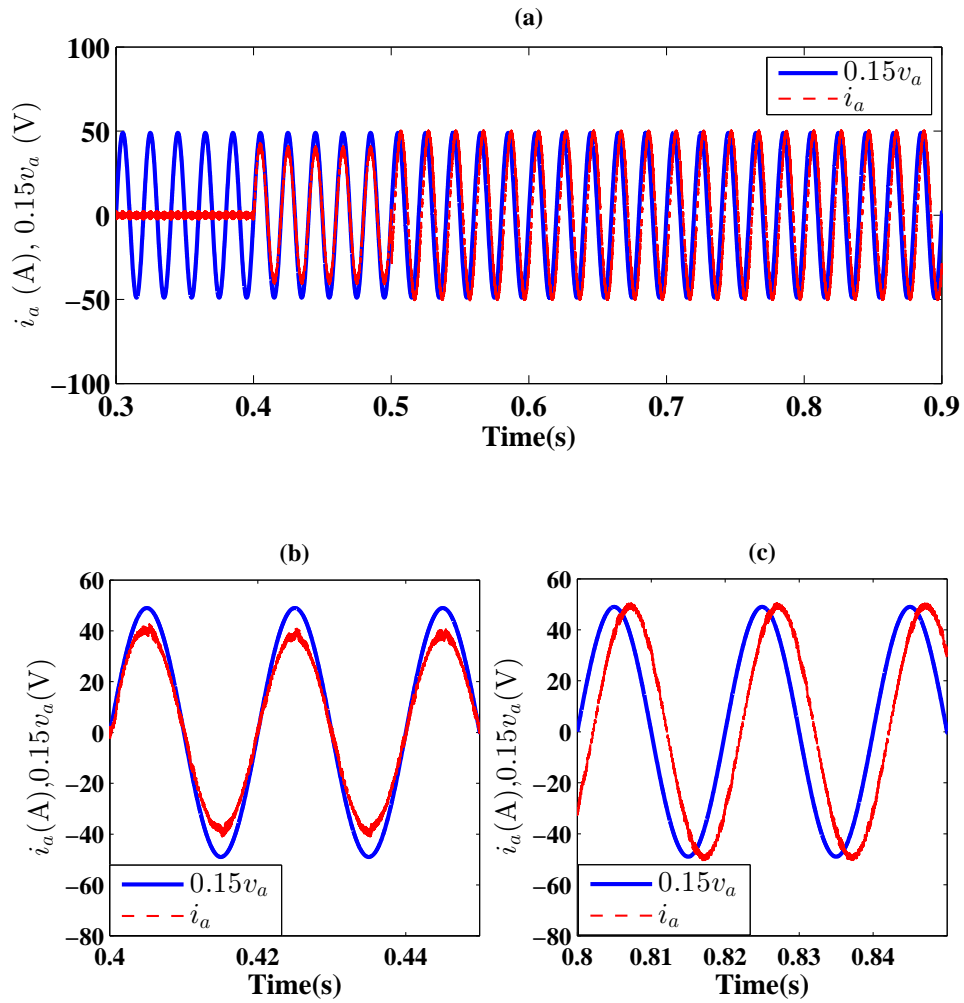 (a)
i_a (A), 0.15v_a (V)
100
50
0
−50
−100
0.15v_a
i_a
0.3 0.4 0.5 0.6 0.7 0.8 0.9
Time(s)
(b)
i_a(A),0.15v_a(V)
60
40
20
0
−20
−40
−60
−80
0.15v_a
i_a
0.4 0.42 0.44
Time(s)
(c)
i_a(A),0.15v_a(V)
60
40
20
0
−20
−40
−60
−80
0.15v_a
i_a
0.8 0.81 0.82 0.83 0.84
Time(s)